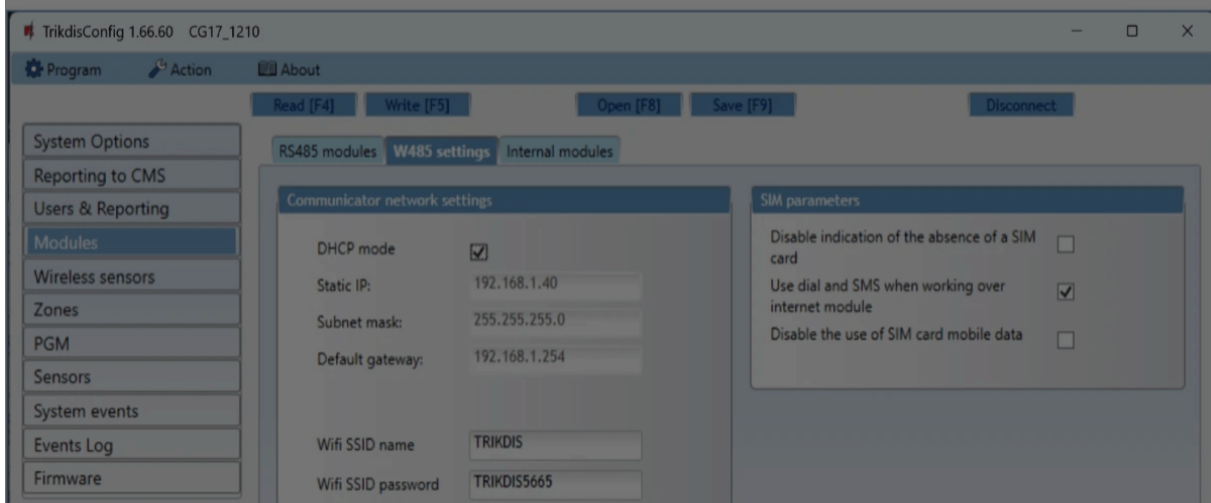 TrikdisConfig 1.66.60 CG17_1210
Program Action About
Read [F4] Write [F5] Open [F8] Save [F9] Disconnect
System Options
Reporting to CMS
Users & Reporting
Modules
Wireless sensors
Zones
PGM
Sensors
System events
Events Log
Firmware
RS485 modules W485 settings Internal modules
Communicator network settings
DHCP mode
Static IP: 192.168.1.40
Subnet mask: 255.255.255.0
Default gateway: 192.168.1.254
Wifi SSID name TRIKDIS
Wifi SSID password TRIKDIS5665
SIM parameters
Disable indication of the absence of a SIM
card
Use dial and SMS when working over
internet module
Disable the use of SIM card mobile data